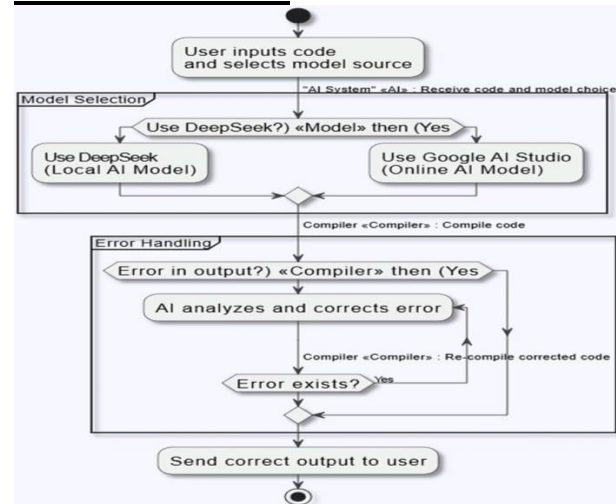 User inputs code
and selects model source
"AI System" «AI» : Receive code and model choice
Model Selection
Use DeepSeek?) «Model» then (Yes
Use DeepSeek
(Local AI Model)
Use Google AI Studio
(Online AI Model)
Compiler «Compiler» : Compile code
Error Handling
Error in output?) «Compiler» then (Yes
AI analyzes and corrects error
Compiler «Compiler» : Re-compile corrected code
Error exists?
Yes
Send correct output to user